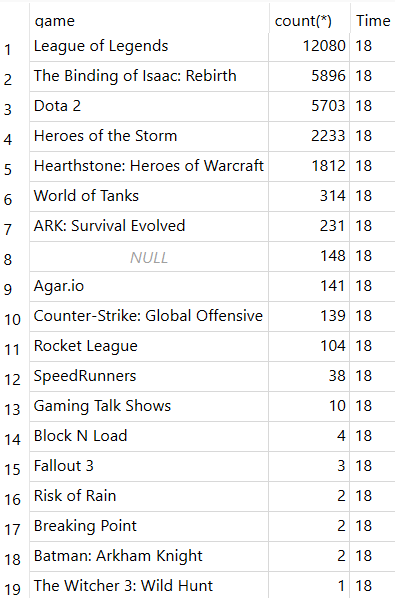 game count(*) Time
1 League of Legends 12080 18
2 The Binding of Isaac: Rebirth 5896 18
3 Dota 2 5703 18
4 Heroes of the Storm 2233 18
5 Hearthstone: Heroes of Warcraft 1812 18
6 World of Tanks 314 18
7 ARK: Survival Evolved 231 18
8 NULL 148 18
9 Agar.io 141 18
10 Counter-Strike: Global Offensive 139 18
11 Rocket League 104 18
12 SpeedRunners 38 18
13 Gaming Talk Shows 10 18
14 Block N Load 4 18
15 Fallout 3 3 18
16 Risk of Rain 2 18
17 Breaking Point 2 18
18 Batman: Arkham Knight 2 18
19 The Witcher 3: Wild Hunt 1 18